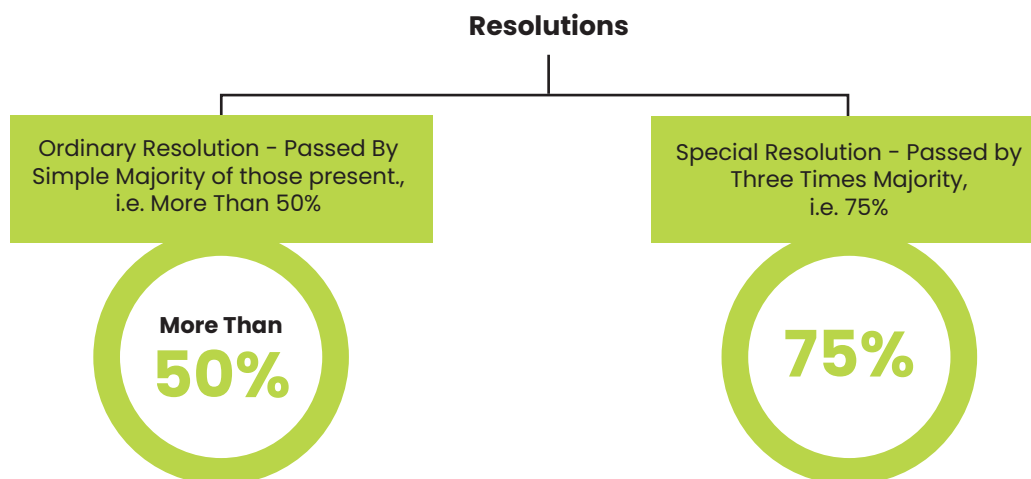 Resolutions
Ordinary Resolution - Passed By
Simple Majority of those present.,
i.e. More Than 50%
Special Resolution - Passed by
Three Times Majority,
i.e. 75%
More Than
50%
75%